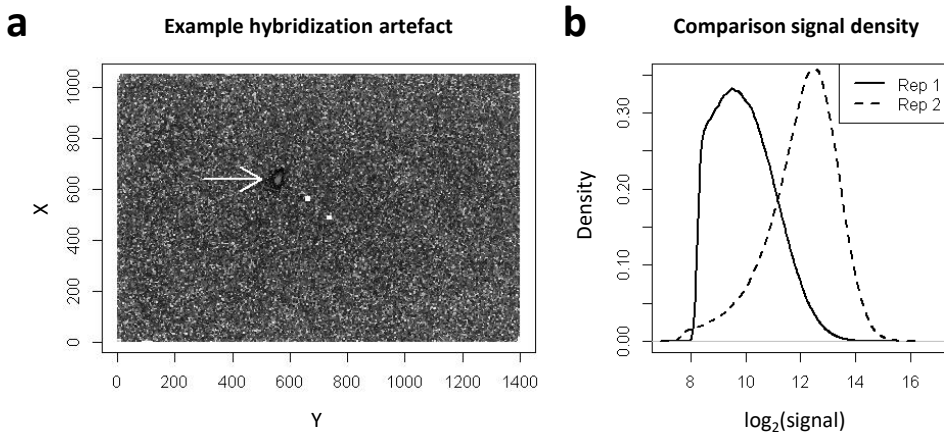 a
Example hybridization artefact
X
1000
800
600
400
200
0
0 200 400 600 800 1000 1200 1400
Y
b
Comparison signal density
Rep 1
Rep 2
Density
0.30
0.20
0.10
0.00
8 10 12 14 16
log₂(signal)